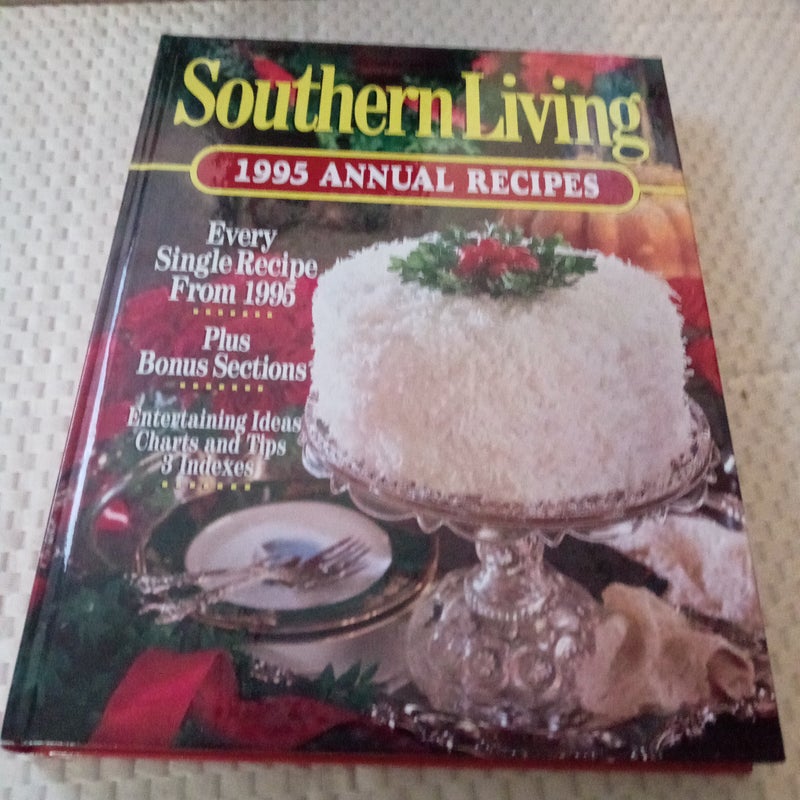 Southern Living
1995 ANNUAL RECIPES
Every
Single Recipe
From 1995
Plus
Bonus Sections
Entertaining Ideas
Charts and Tips
3 Indexes